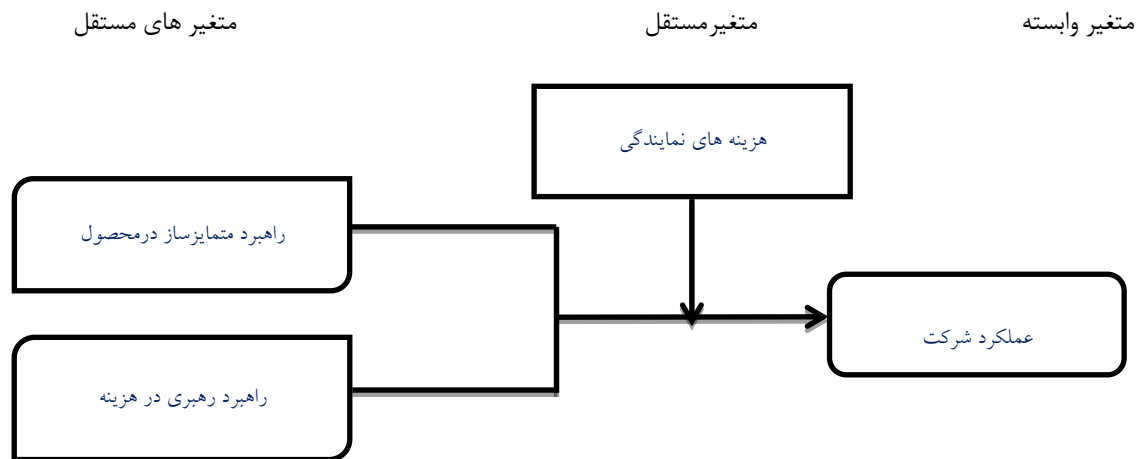 متغیر وابسته
متغیرمستقل
متغیر های مستقل
هزینه های نمایندگی
راهبرد متمایزساز درمحصول
عملکرد شرکت
راهبرد رهبری در هزینه